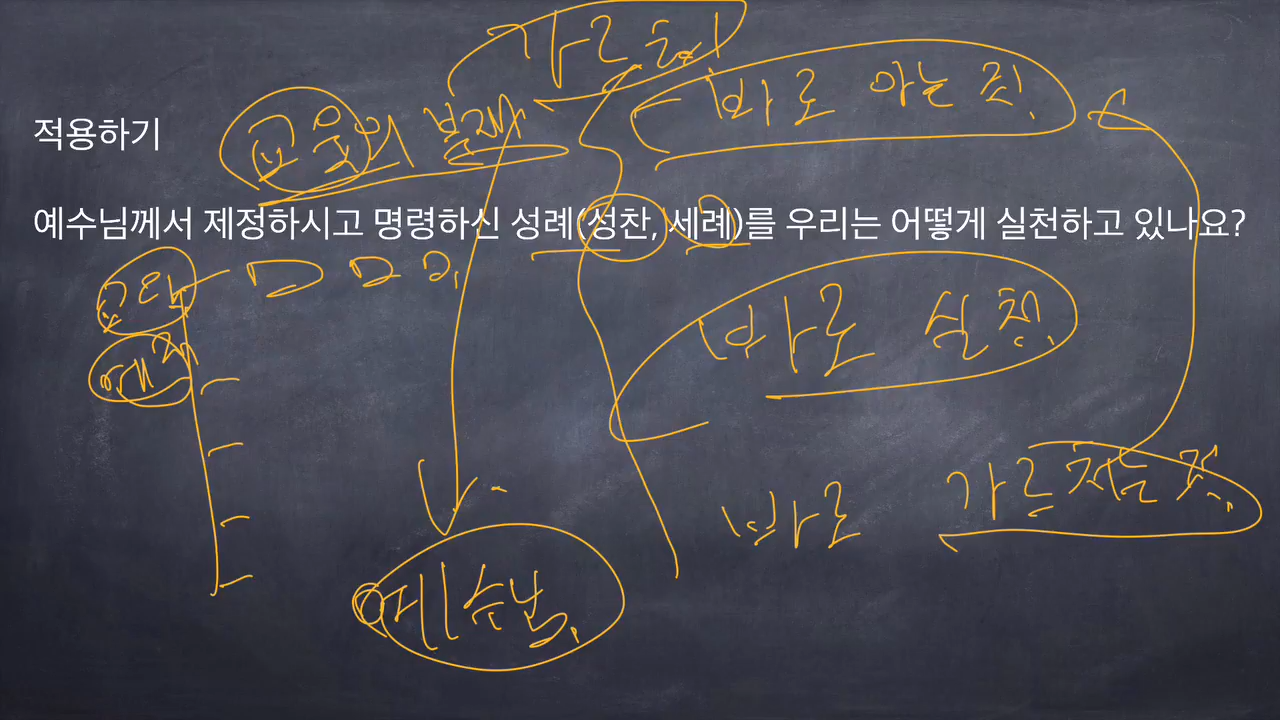 가르침
바로 아는 것.
적용하기
교육의 본재
예수님께서 제정하시고 명령하신 성례(성찬, 세례)를 우리는 어떻게 실천하고 있나요?
바로 실천.
바로 가르치는 것.
예수님.